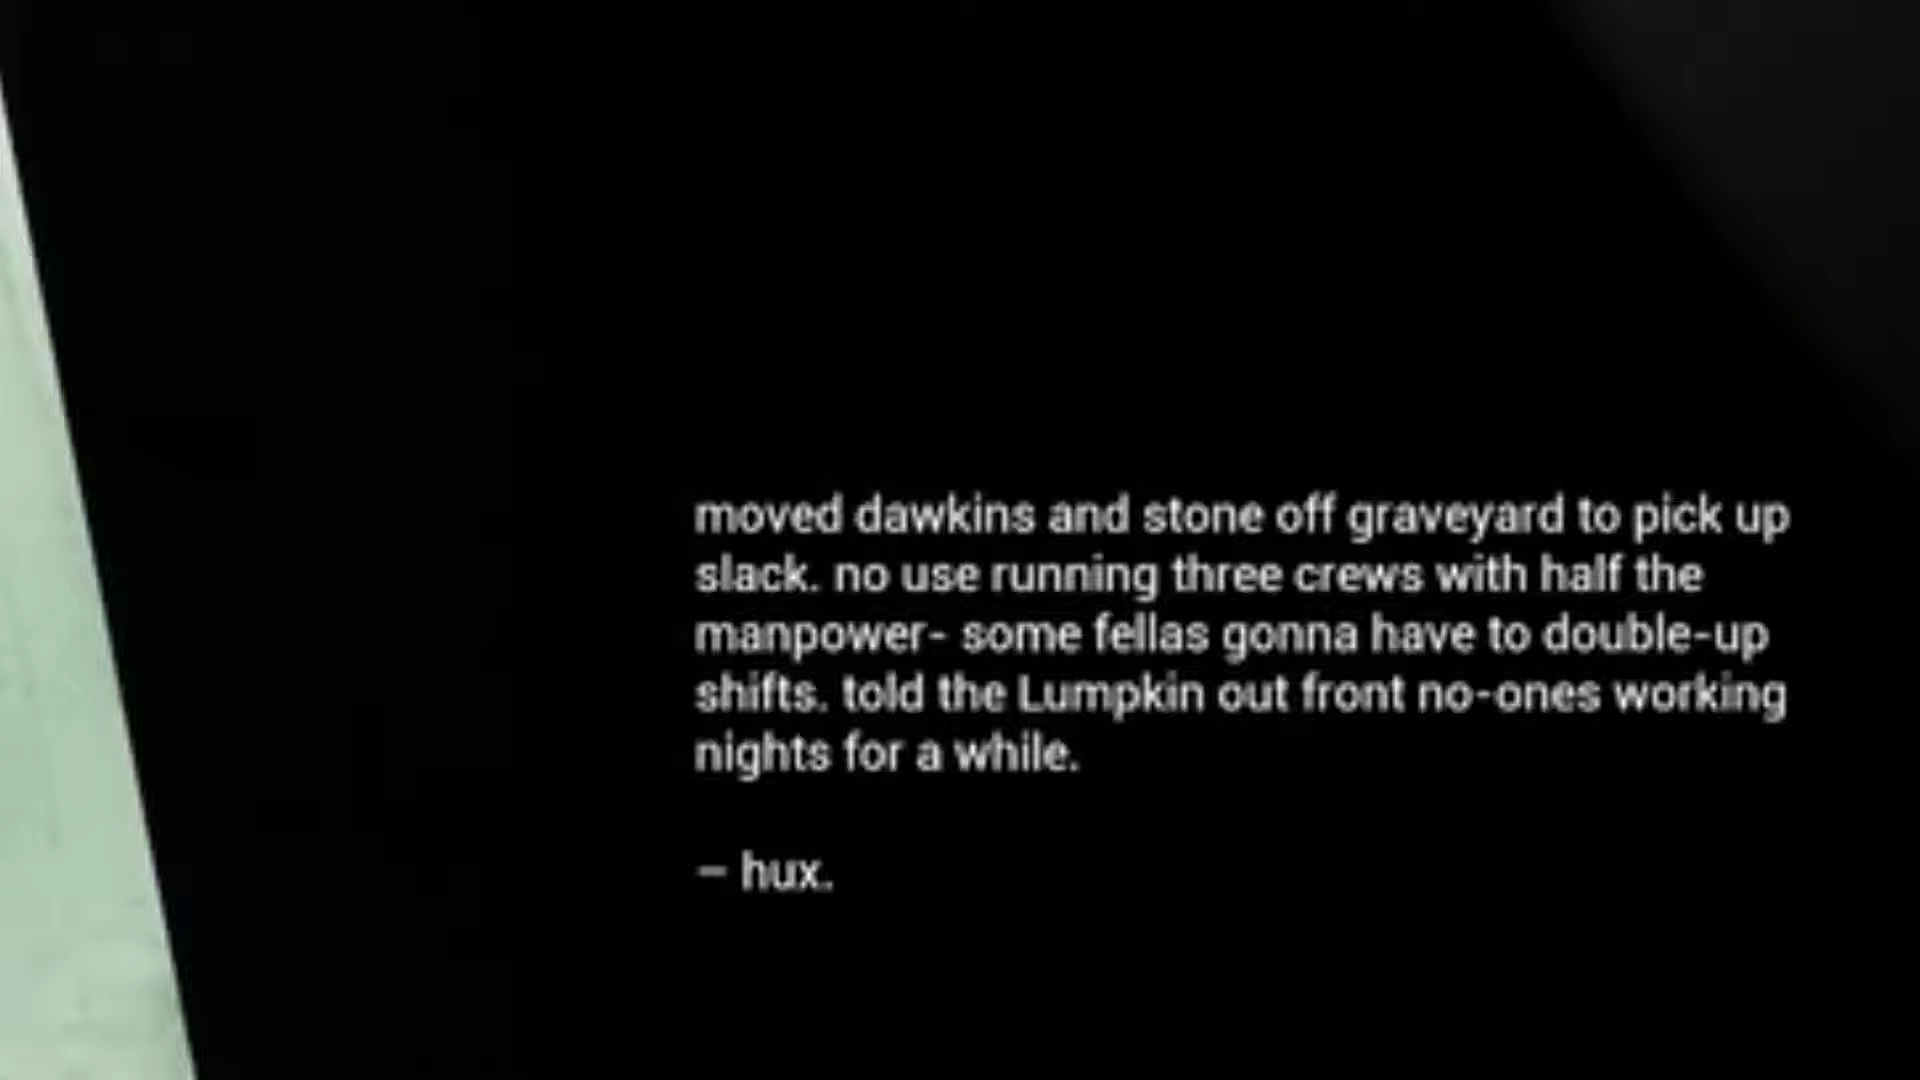 moved dawkins and stone off graveyard to pick up
slack. no use running three crews with half the
manpower- some fellas gonna have to double-up
shifts. told the Lumpkin out front no-ones working
nights for a while.
– hux.